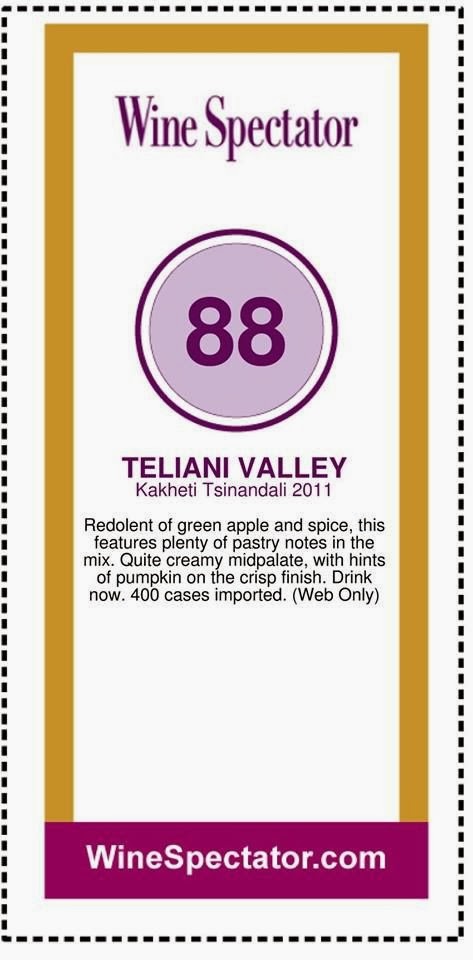 Wine Spectator
88
TELIANI VALLEY
Kakheti Tsinandali 2011
Redolent of green apple and spice, this
features plenty of pastry notes in the
mix. Quite creamy midpalate, with hints
of pumpkin on the crisp finish. Drink
now. 400 cases imported. (Web Only)
WineSpectator.com